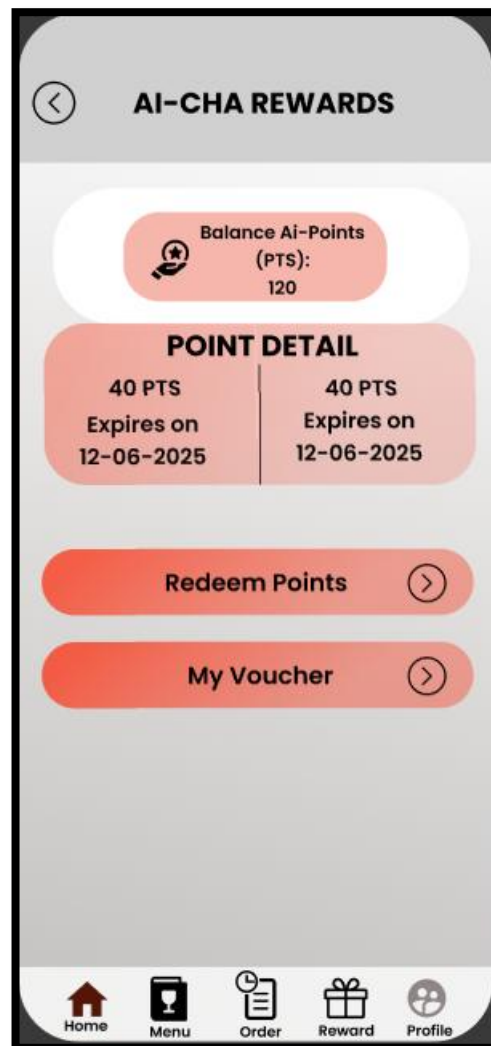 AI-CHA REWARDS
Balance Ai-Points
(PTS):
120
POINT DETAIL
40 PTS
Expires on
12-06-2025
40 PTS
Expires on
12-06-2025
Redeem Points
My Voucher
Home
Menu
Order
Reward
Profile